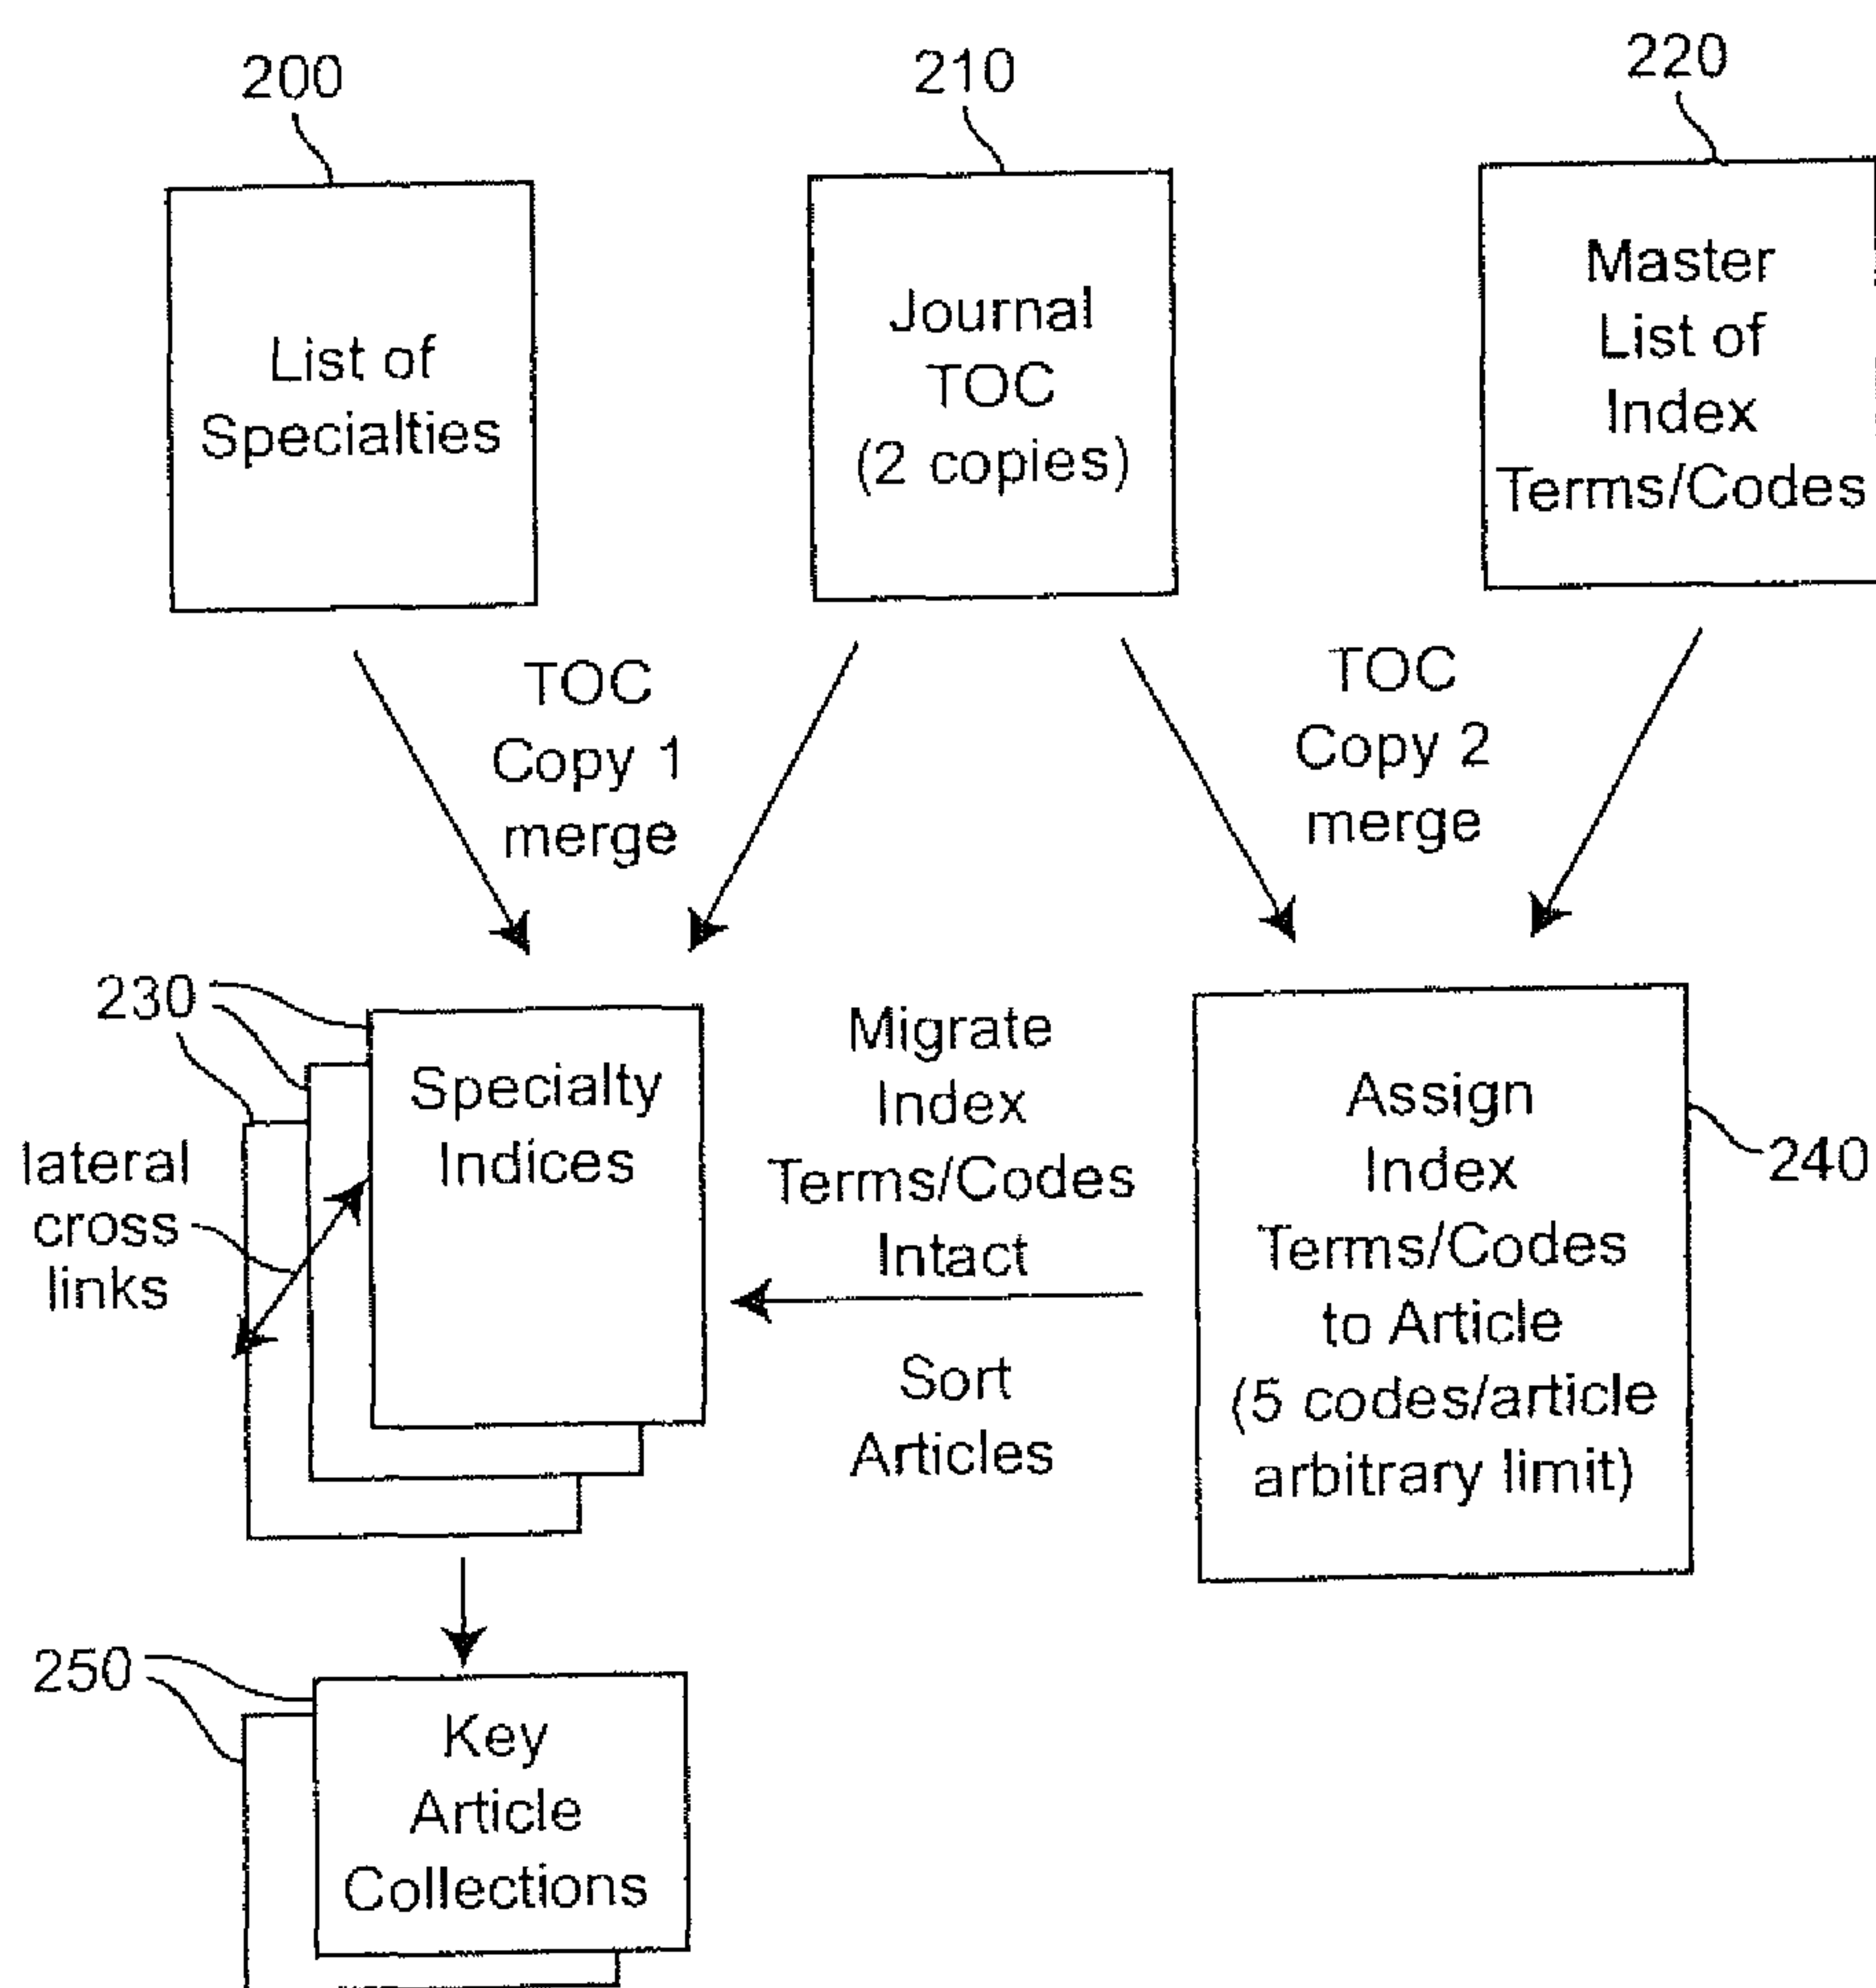 200
210
220
List of
Specialties
Journal
TOC
(2 copies)
Master
List of
Index
Terms/Codes
TOC
Copy 1
merge
TOC
Copy 2
merge
230
Specialty
Indices
lateral
cross
links
Migrate
Index
Terms/Codes
Intact
Sort
Articles
Assign
Index
Terms/Codes
to Article
(5 codes/article
arbitrary limit)
240
250
Key
Article
Collections